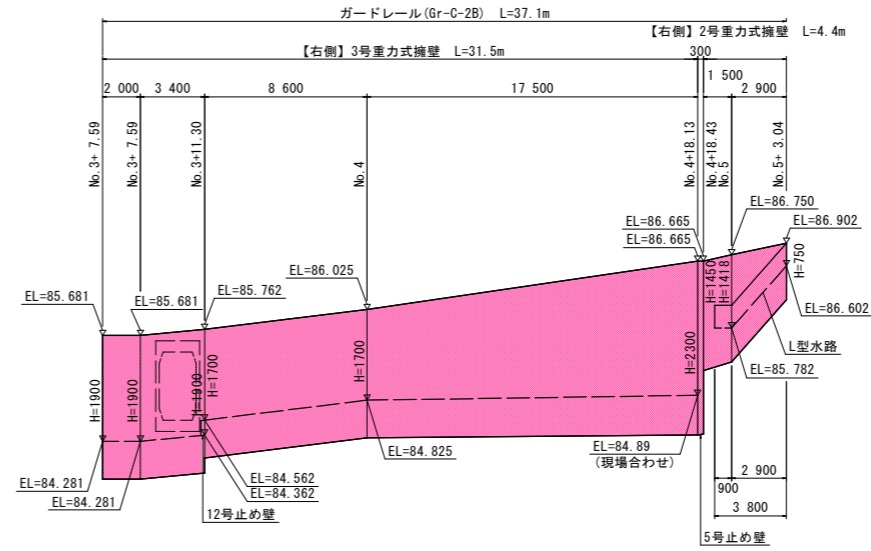 ガードレール(Gr-C-2B) L=37.1m
【右側】2号重力式擁壁 L=4.4m
【右側】3号重力式擁壁 L=31.5m
300
1 500
2 000
3 400
8 600
17 500
2 900
No.3+ 7.59
No.3+ 7.59
No.3+11.30
No.4
No.4+18.13
No.4+18.43
No.5
No.5+ 3.04
EL=86.750
EL=86.902
EL=86.665
EL=86.665
EL=86.025
EL=85.762
EL=85.681
EL=85.681
H=1900
H=1900
H=1900
H=1700
H=1700
H=2300
H=1450
H=1418
H=750
EL=86.602
L型水路
EL=85.782
EL=84.825
EL=84.89
(現場合わせ)
EL=84.562
EL=84.362
EL=84.281
EL=84.281
12号止め壁
2 900
900
3 800
5号止め壁